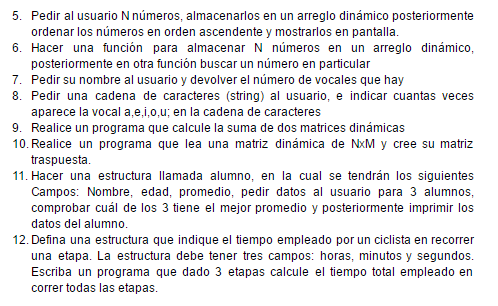 5. Pedir al usuario N números, almacenarlos en un arreglo dinámico posteriormente
ordenar los números en orden ascendente y mostrarlos en pantalla.
6. Hacer una función para almacenar N números en un arreglo dinámico,
posteriormente en otra función buscar un número en particular
7. Pedir su nombre al usuario y devolver el número de vocales que hay
8. Pedir una cadena de caracteres (string) al usuario, e indicar cuantas veces
aparece la vocal a,e,i,o,u; en la cadena de caracteres
9. Realice un programa que calcule la suma de dos matrices dinámicas
10. Realice un programa que lea una matriz dinámica de NxM y cree su matriz
traspuesta.
11. Hacer una estructura llamada alumno, en la cual se tendrán los siguientes
Campos: Nombre, edad, promedio, pedir datos al usuario para 3 alumnos,
comprobar cuál de los 3 tiene el mejor promedio y posteriormente imprimir los
datos del alumno.
12. Defina una estructura que indique el tiempo empleado por un ciclista en recorrer
una etapa. La estructura debe tener tres campos: horas, minutos y segundos.
Escriba un programa que dado 3 etapas calcule el tiempo total empleado en
correr todas las etapas.